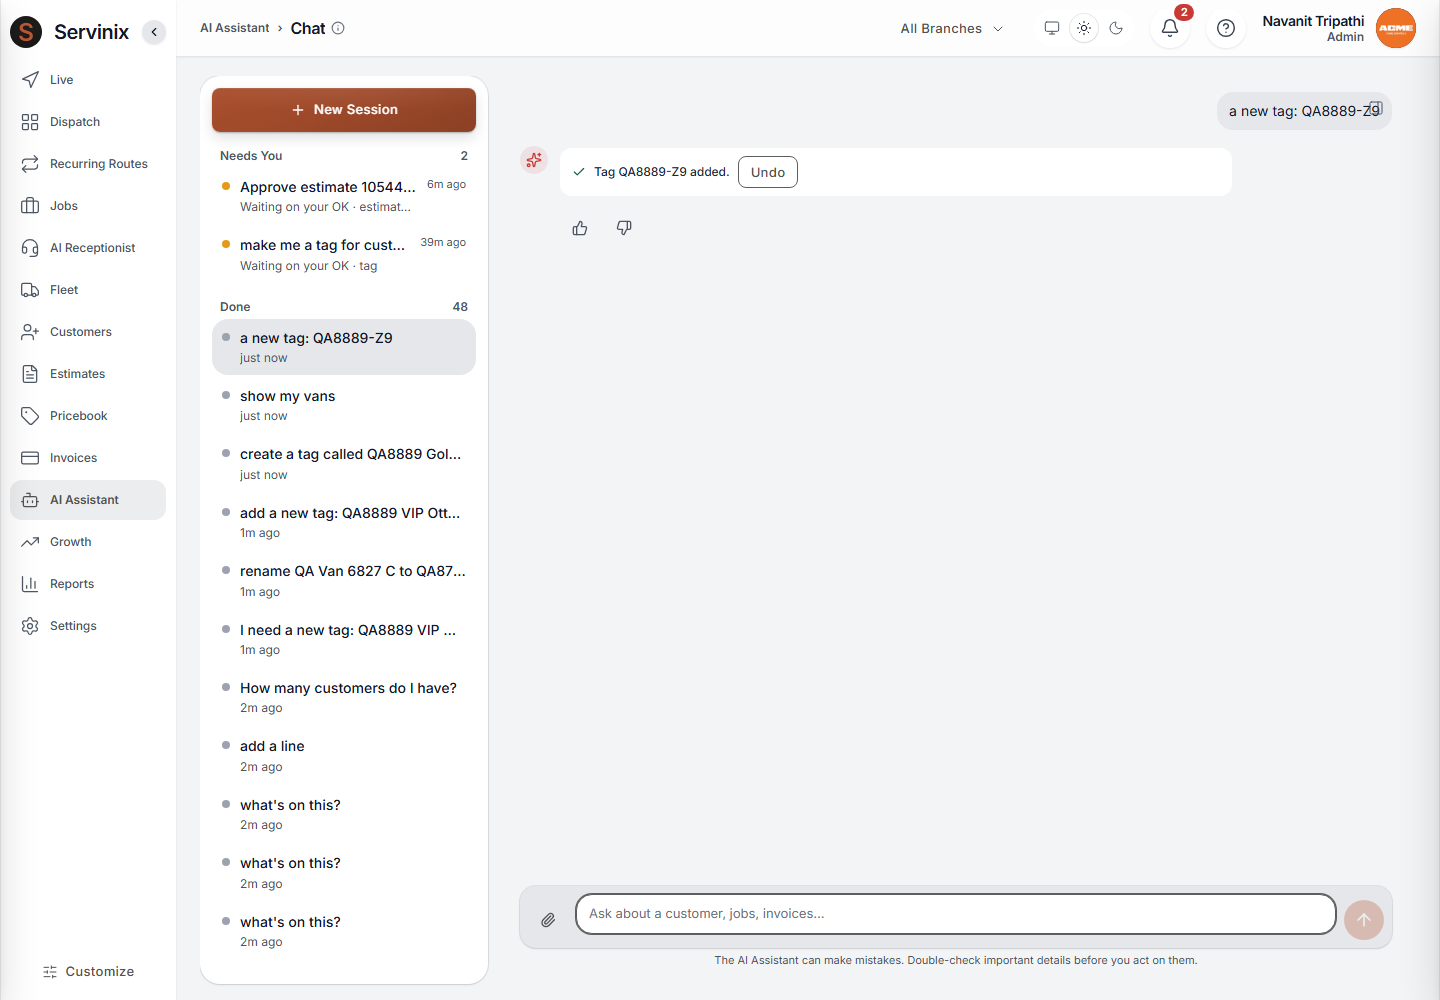 S
Servinix
Live
Dispatch
Recurring Routes
Jobs
AI Receptionist
Fleet
Customers
Estimates
Pricebook
Invoices
AI Assistant
Growth
Reports
Settings
Customize
AI Assistant › Chat
All Branches
2
Navanit Tripathi
Admin
ACME
+ New Session
Needs You 2
Approve estimate 10544... 6m ago
Waiting on your OK · estimat...
make me a tag for cust... 39m ago
Waiting on your OK · tag
Done 48
a new tag: QA8889-Z9
just now
show my vans
just now
create a tag called QA8889 Gol...
just now
add a new tag: QA8889 VIP Ott...
1m ago
rename QA Van 6827 C to QA87...
1m ago
I need a new tag: QA8889 VIP ...
1m ago
How many customers do I have?
2m ago
add a line
2m ago
what's on this?
2m ago
what's on this?
2m ago
what's on this?
2m ago
a new tag: QA8889-Z9
Tag QA8889-Z9 added. Undo
Ask about a customer, jobs, invoices...
The AI Assistant can make mistakes. Double-check important details before you act on them.